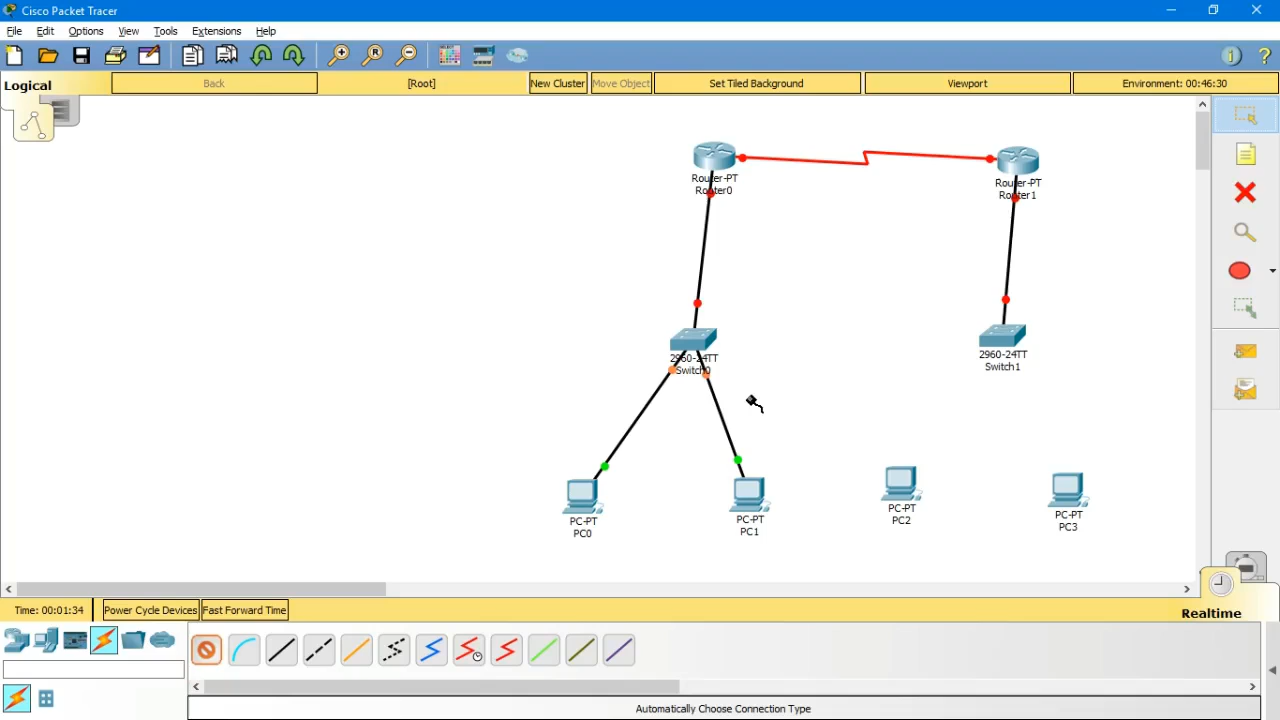 Cisco Packet Tracer
File Edit Options View Tools Extensions Help
Logical Back [Root] New Cluster Move Object Set Tiled Background Viewport Environment: 00:46:30
Router-PT
Router0
Router-PT
Router1
2960-24TT
Switch0
2960-24TT
Switch1
PC-PT
PC0
PC-PT
PC1
PC-PT
PC2
PC-PT
PC3
Time: 00:01:34 Power Cycle Devices Fast Forward Time Realtime
Automatically Choose Connection Type